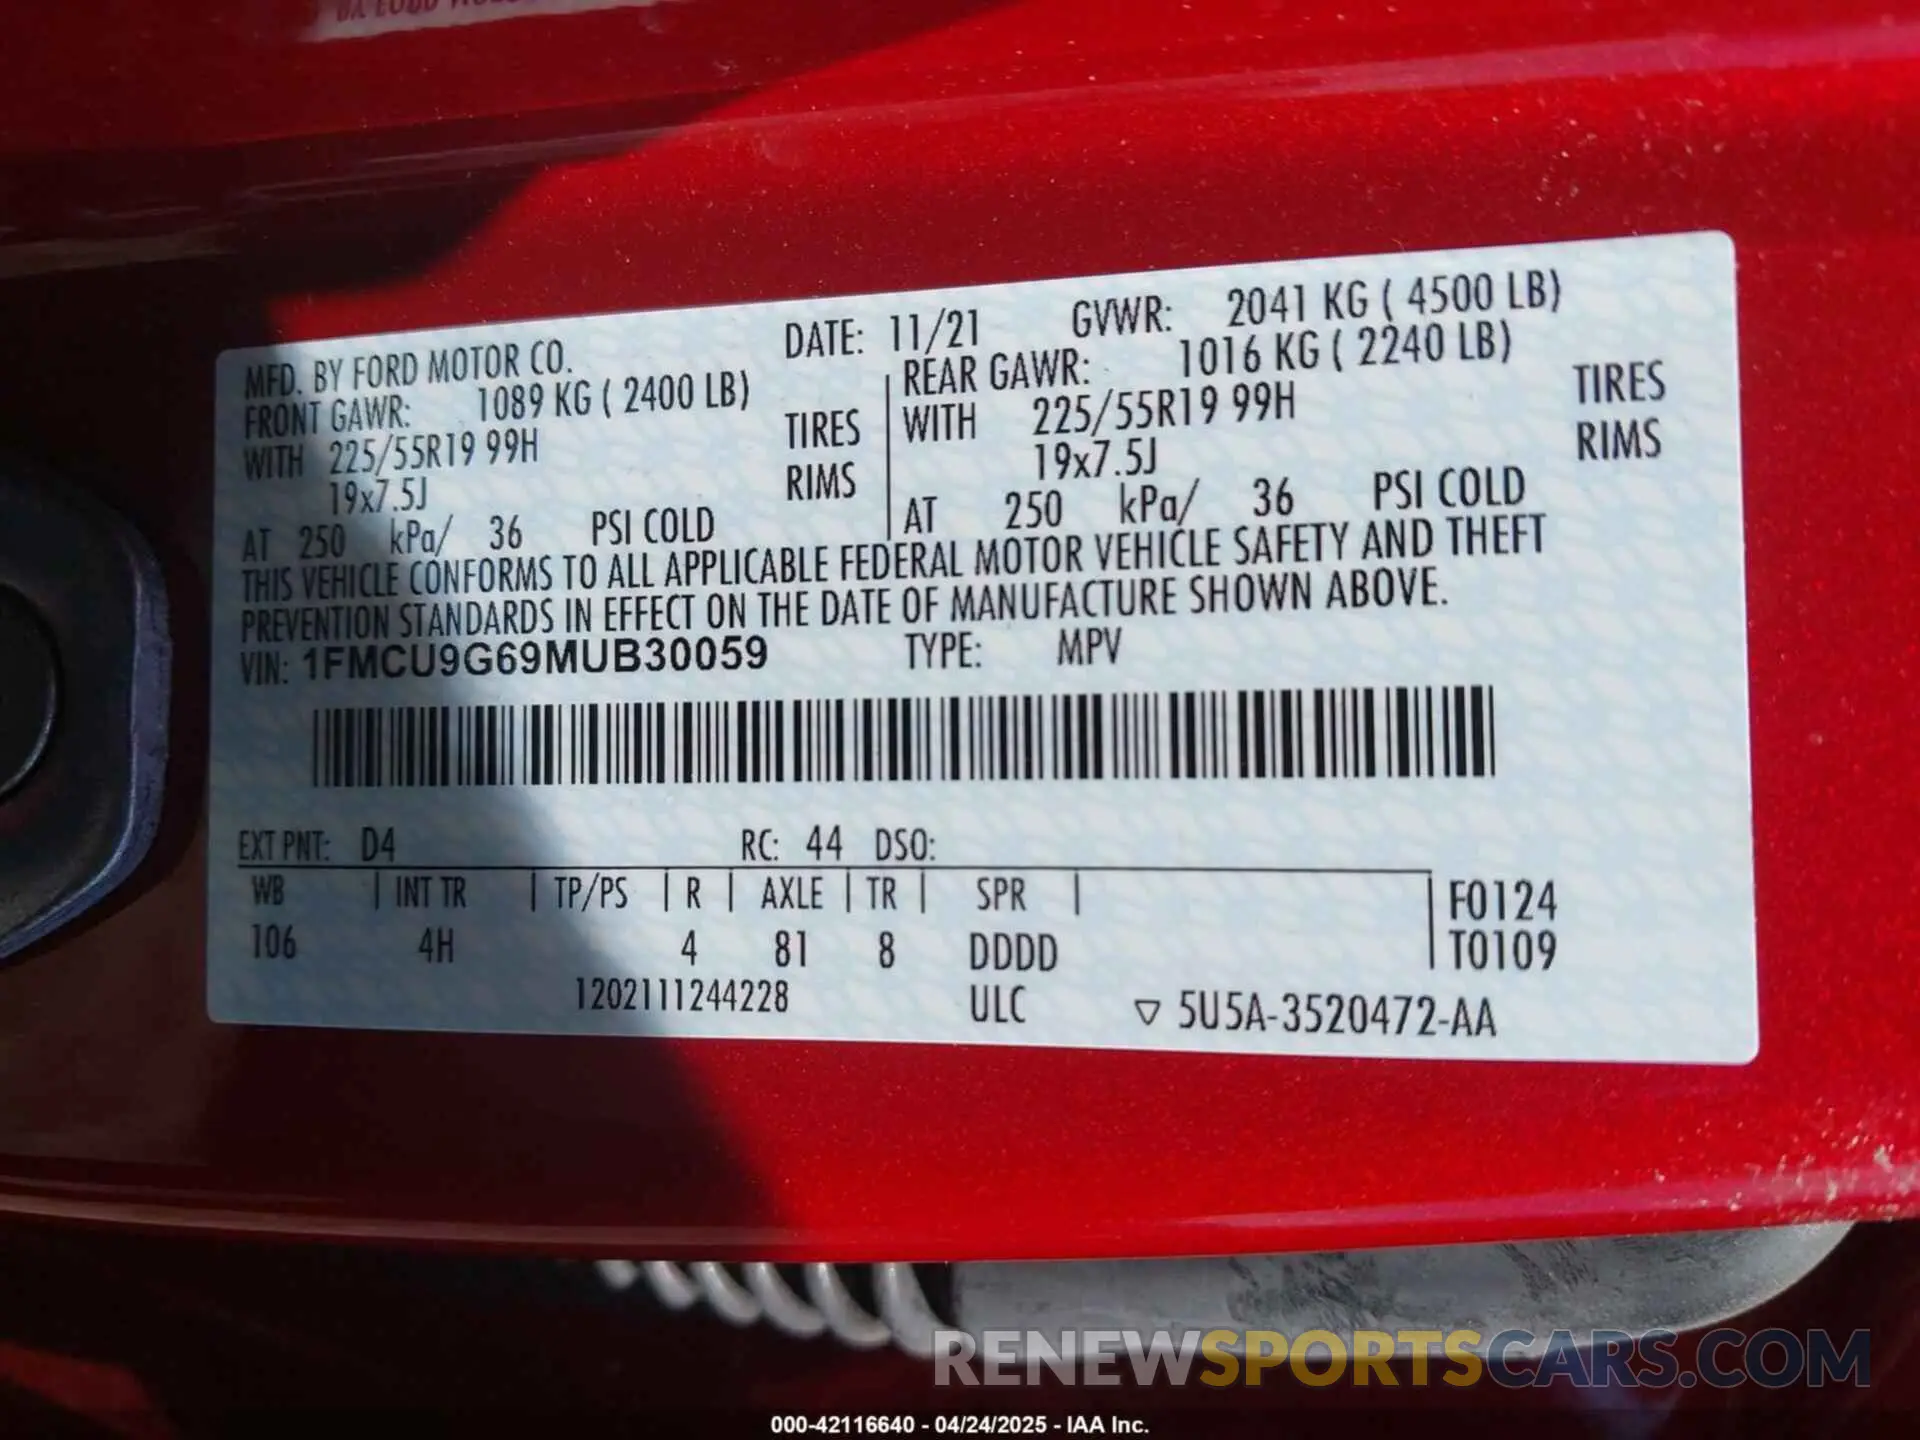 MFD. BY FORD MOTOR CO. DATE: 11/21 GVWR: 2041 KG ( 4500 LB)
FRONT GAWR: 1089 KG ( 2400 LB) REAR GAWR: 1016 KG ( 2240 LB)
WITH 225/55R19 99H TIRES WITH 225/55R19 99H TIRES
19x7.5J RIMS 19x7.5J RIMS
AT 250 kPa/ 36 PSI COLD AT 250 kPa/ 36 PSI COLD
THIS VEHICLE CONFORMS TO ALL APPLICABLE FEDERAL MOTOR VEHICLE SAFETY AND THEFT
PREVENTION STANDARDS IN EFFECT ON THE DATE OF MANUFACTURE SHOWN ABOVE.
VIN: 1FMCU9G69MUB30059 TYPE: MPV
EXT PNT: D4 RC: 44 DSO:
WB INT TR TP/PS R AXLE TR SPR F0124
106 4H 4 81 8 DDDD T0109
1202111244228 ULC ▽ 5U5A-3520472-AA
RENEWSPORTSCARS.COM
000-42116640 - 04/24/2025 - IAA Inc.